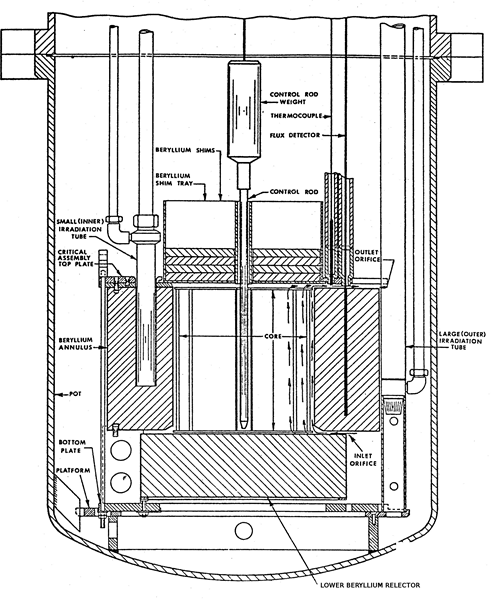 CONTROL ROD
WEIGHT
THERMOCOUPLE
FLUX DETECTOR
BERYLLIUM SHIMS
BERYLLIUM
SHIM TRAY
CONTROL ROD
SMALL (INNER)
IRRADIATION
TUBE
CRITICAL
ASSEMBLY
TOP PLATE
OUTLET
ORIFICE
BERYLLIUM
ANNULUS
CORE
LARGE (OUTER)
IRRADIATION
TUBE
POT
BOTTOM
PLATE
INLET
ORIFICE
PLATFORM
LOWER BERYLLIUM RELECTOR